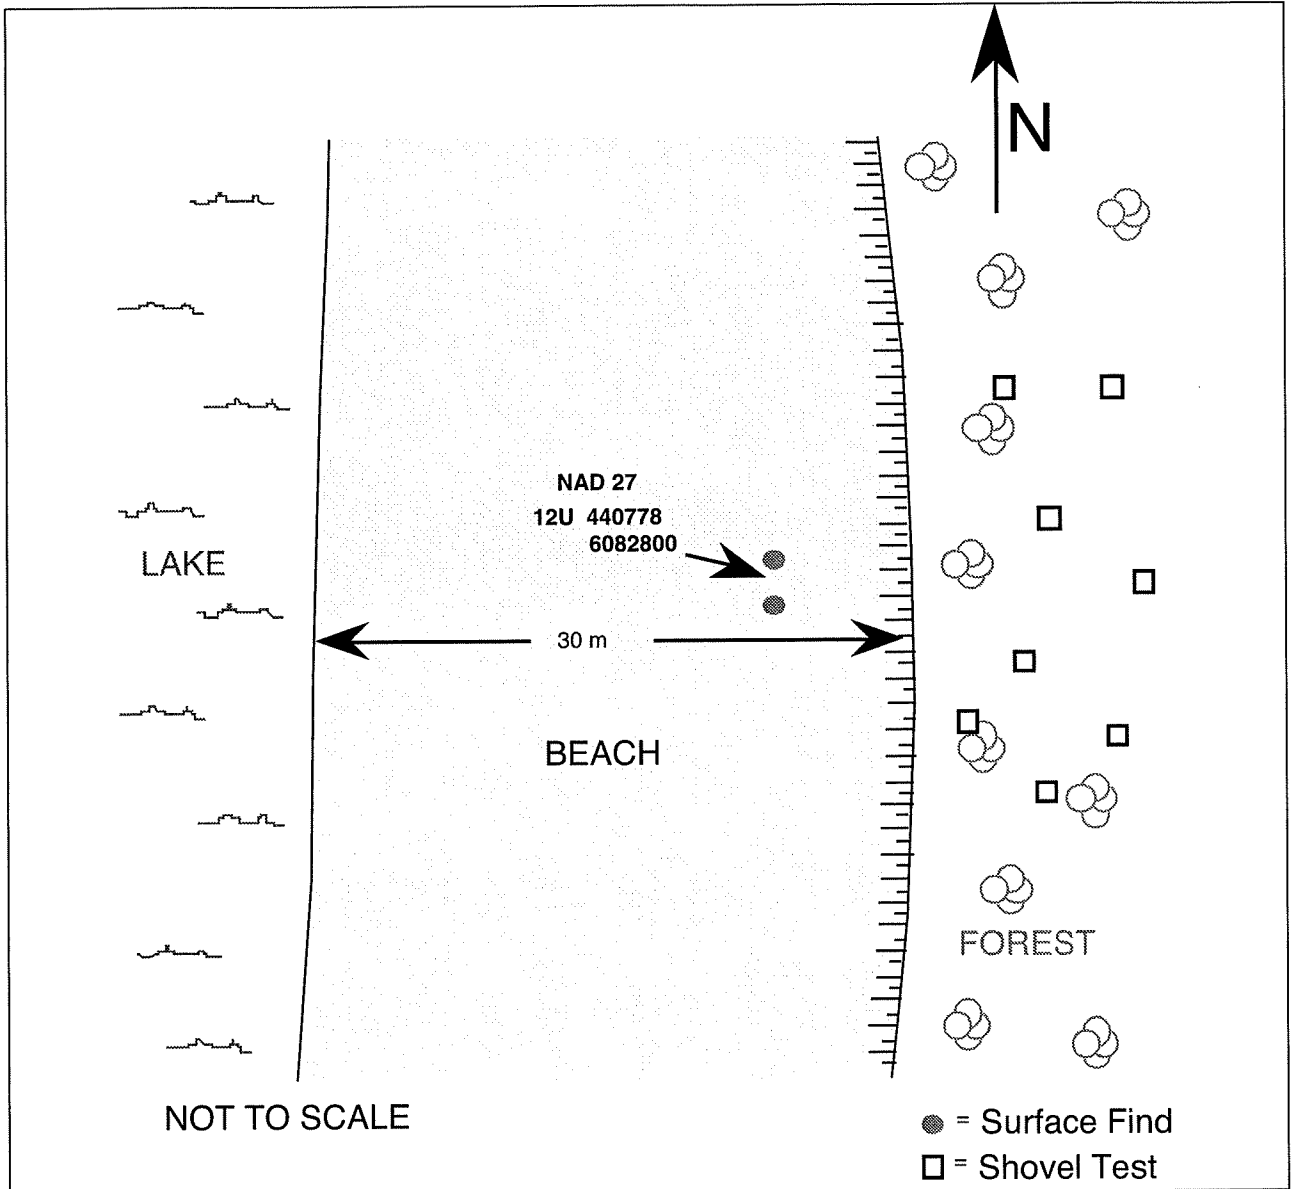 N
NAD 27
12U 440778
6082800
LAKE
30 m
BEACH
FOREST
NOT TO SCALE
= Surface Find
= Shovel Test